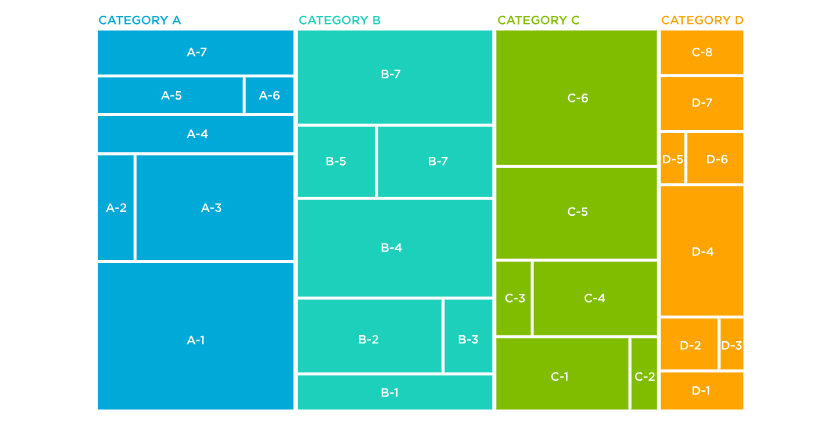 CATEGORY A
CATEGORY B
CATEGORY C
CATEGORY D
A-7
A-5
A-6
A-4
A-2
A-3
A-1
B-7
B-5
B-7
B-4
B-2
B-3
B-1
C-6
C-5
C-3
C-4
C-1
C-2
C-8
D-7
D-5
D-6
D-4
D-2
D-3
D-1